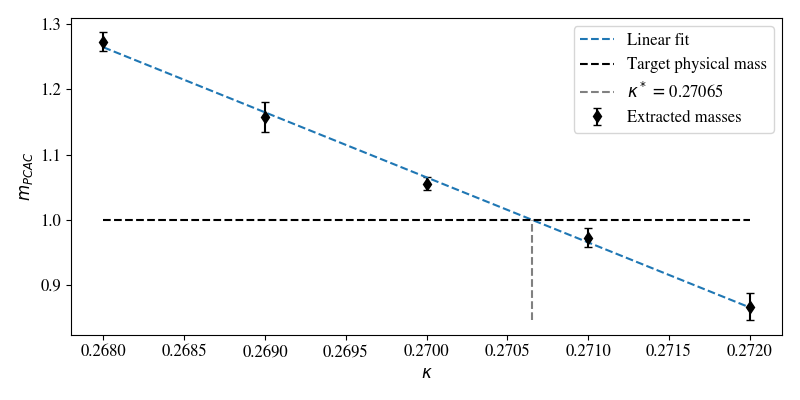 1.3
1.2
1.1
1.0
0.9
m_PCAC
Linear fit
Target physical mass
κ* = 0.27065
Extracted masses
0.2680 0.2685 0.2690 0.2695 0.2700 0.2705 0.2710 0.2715 0.2720
κ